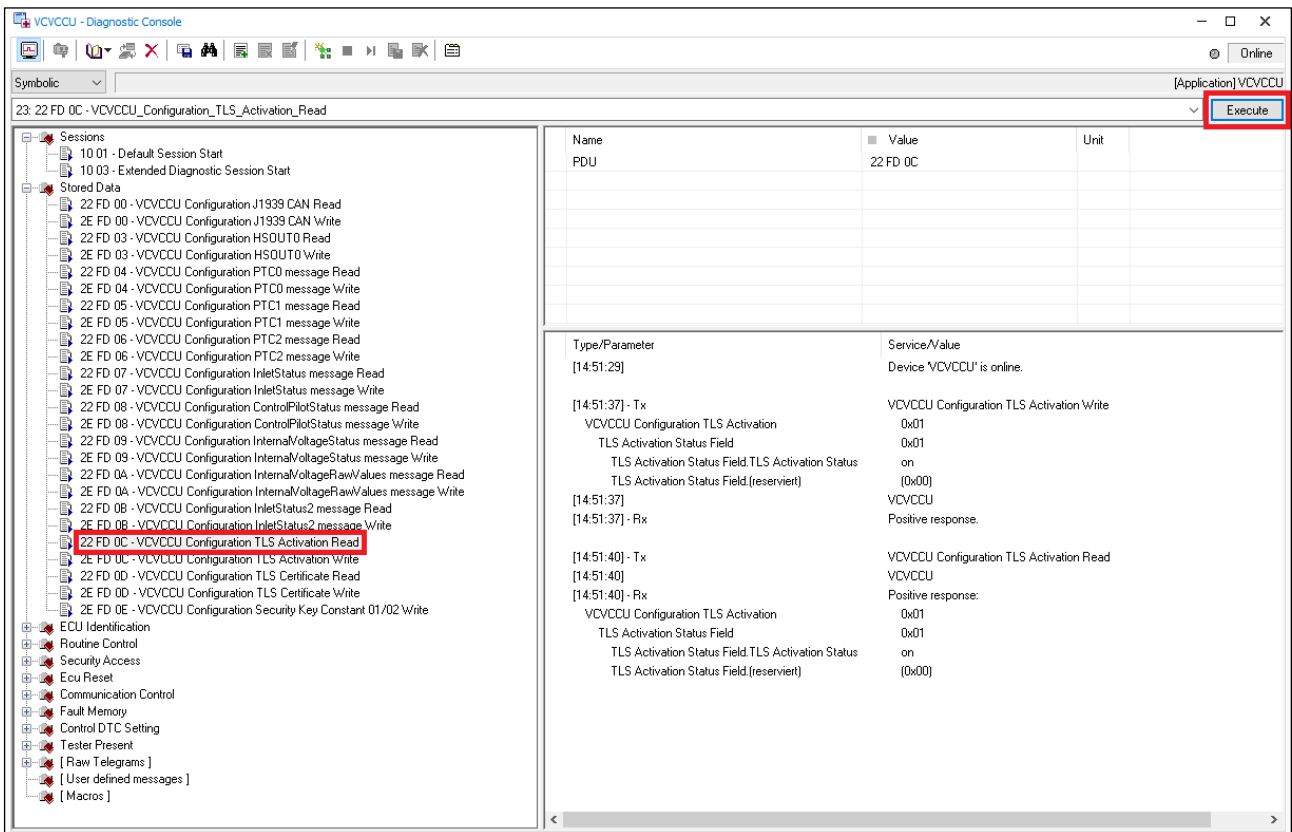 VCVCCU - Diagnostic Console
Online
Symbolic
[Application] VCVCCU
23: 22 FD 0C - VCVCCU_Configuration_TLS_Activation_Read
Execute
Sessions
10 01 - Default Session Start
10 03 - Extended Diagnostic Session Start
Stored Data
22 FD 00 - VCVCCU Configuration J1939 CAN Read
2E FD 00 - VCVCCU Configuration J1939 CAN Write
22 FD 03 - VCVCCU Configuration HSOUT0 Read
2E FD 03 - VCVCCU Configuration HSOUT0 Write
22 FD 04 - VCVCCU Configuration PTC0 message Read
2E FD 04 - VCVCCU Configuration PTC0 message Write
22 FD 05 - VCVCCU Configuration PTC1 message Read
2E FD 05 - VCVCCU Configuration PTC1 message Write
22 FD 06 - VCVCCU Configuration PTC2 message Read
2E FD 06 - VCVCCU Configuration PTC2 message Write
22 FD 07 - VCVCCU Configuration InletStatus message Read
2E FD 07 - VCVCCU Configuration InletStatus message Write
22 FD 08 - VCVCCU Configuration ControlPilotStatus message Read
2E FD 08 - VCVCCU Configuration ControlPilotStatus message Write
22 FD 09 - VCVCCU Configuration InternalVoltageStatus message Read
2E FD 09 - VCVCCU Configuration InternalVoltageStatus message Write
22 FD 0A - VCVCCU Configuration InternalVoltageRawValues message Read
2E FD 0A - VCVCCU Configuration InternalVoltageRawValues message Write
22 FD 0B - VCVCCU Configuration InletStatus2 message Read
2E FD 0B - VCVCCU Configuration InletStatus2 message Write
22 FD 0C - VCVCCU Configuration TLS Activation Read
2E FD 0C - VCVCCU Configuration TLS Activation Write
22 FD 0D - VCVCCU Configuration TLS Certificate Read
2E FD 0D - VCVCCU Configuration TLS Certificate Write
2E FD 0E - VCVCCU Configuration Security Key Constant 01/02 Write
ECU Identification
Routine Control
Security Access
Ecu Reset
Communication Control
Fault Memory
Control DTC Setting
Tester Present
[ Raw Telegrams ]
[ User defined messages ]
[ Macros ]
Name Value Unit
PDU 22 FD 0C
Type/Parameter Service/Value
[14:51:29] Device 'VCVCCU' is online.
[14:51:37] - Tx VCVCCU Configuration TLS Activation Write
VCVCCU Configuration TLS Activation 0x01
TLS Activation Status Field 0x01
TLS Activation Status Field.TLS Activation Status on
TLS Activation Status Field.(reserviert) (0x00)
[14:51:37] VCVCCU
[14:51:37] - Rx Positive response.
[14:51:40] - Tx VCVCCU Configuration TLS Activation Read
[14:51:40] VCVCCU
[14:51:40] - Rx Positive response:
VCVCCU Configuration TLS Activation 0x01
TLS Activation Status Field 0x01
TLS Activation Status Field.TLS Activation Status on
TLS Activation Status Field.(reserviert) (0x00)